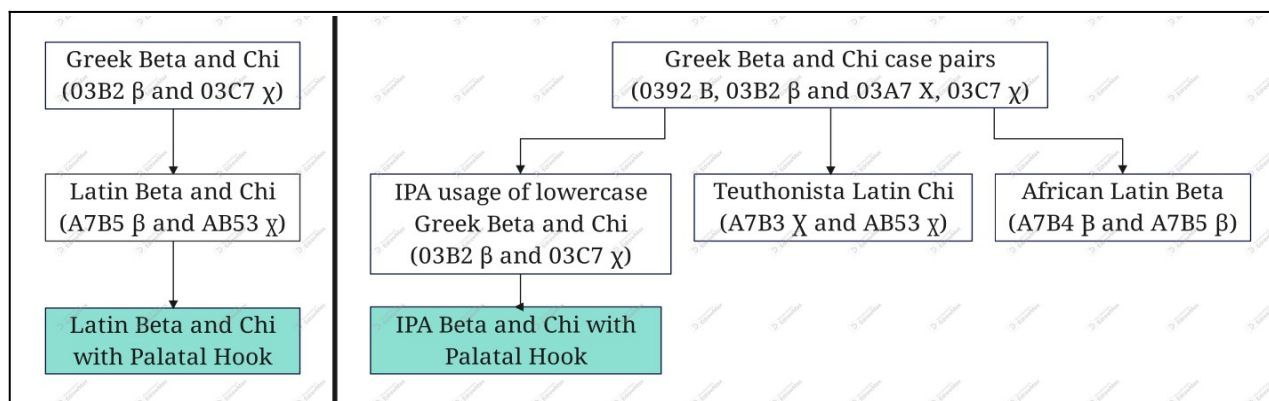 Greek Beta and Chi
(03B2 β and 03C7 χ)
Latin Beta and Chi
(A7B5 ꞵ and AB53 ꭓ)
Latin Beta and Chi
with Palatal Hook
Greek Beta and Chi case pairs
(0392 Β, 03B2 β and 03A7 Χ, 03C7 χ)
IPA usage of lowercase
Greek Beta and Chi
(03B2 β and 03C7 χ)
Teuthonista Latin Chi
(A7B3 Ꭓ and AB53 ꭓ)
African Latin Beta
(A7B4 Ꞵ and A7B5 ꞵ)
IPA Beta and Chi with
Palatal Hook